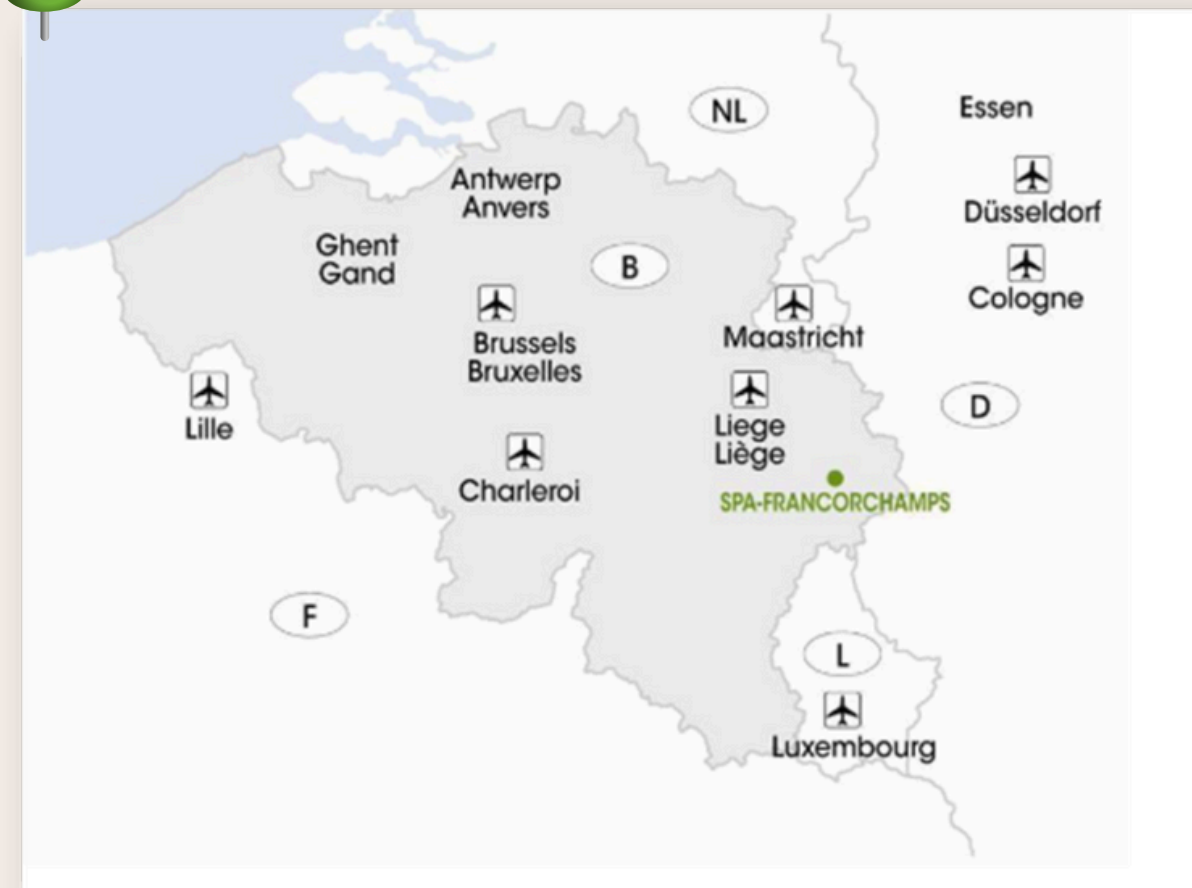 NL
Essen
Düsseldorf
Antwerp
Anvers
Ghent
Gand
B
Cologne
Brussels
Bruxelles
Maastricht
Lille
D
Liege
Liège
Charleroi
SPA-FRANCORCHAMPS
F
L
Luxembourg